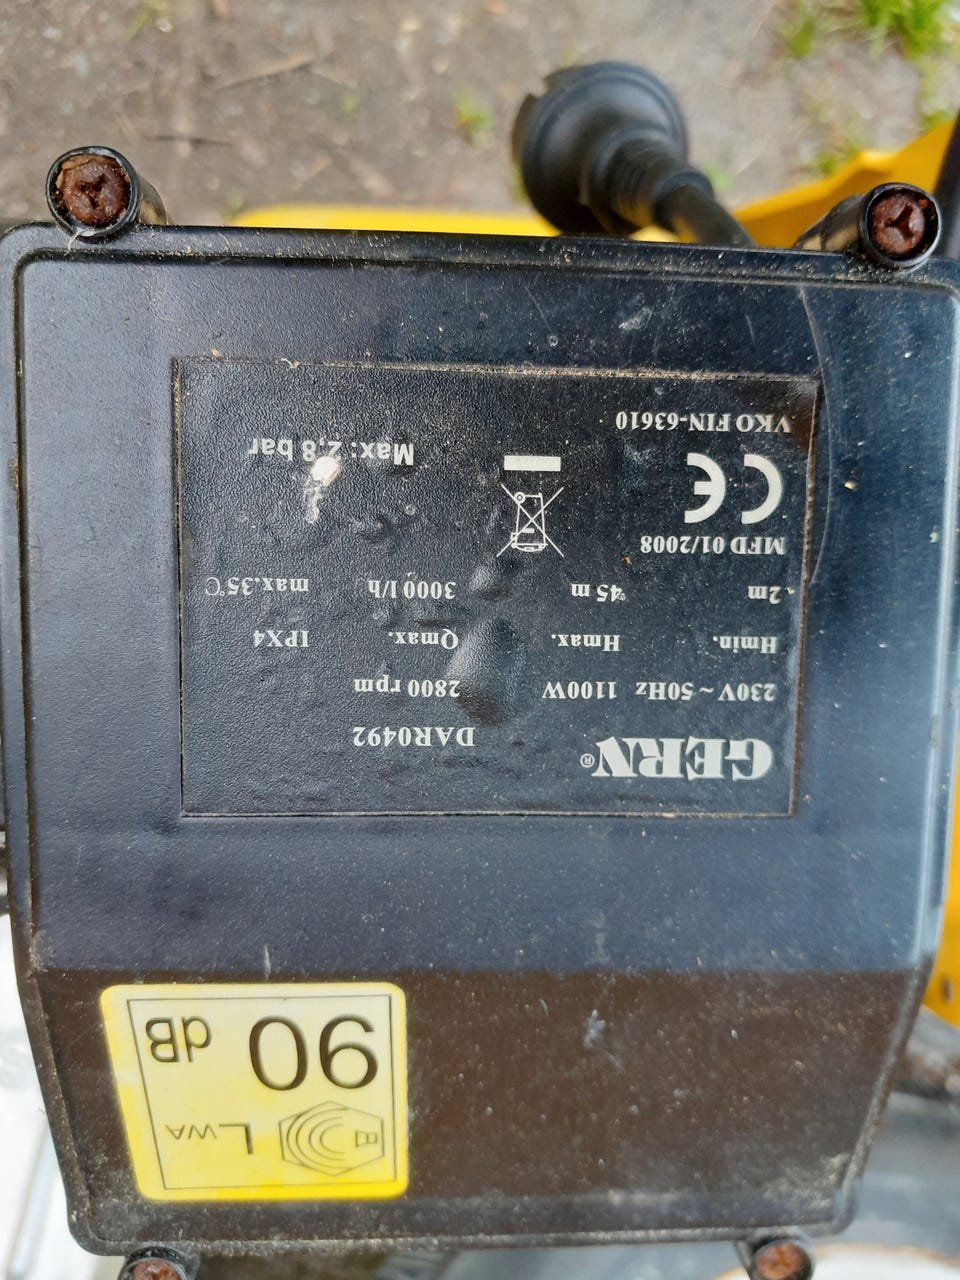 GERN® DAR0492
230V ~ 50Hz 1100W 2800 rpm
Hmin. Hmax. Qmax. IPX4
2m 45 m 3000 l/h max.35°C
MFD 01/2008
CE Max: 2,8 bar
VKO FIN-63610
LWA
90 dB